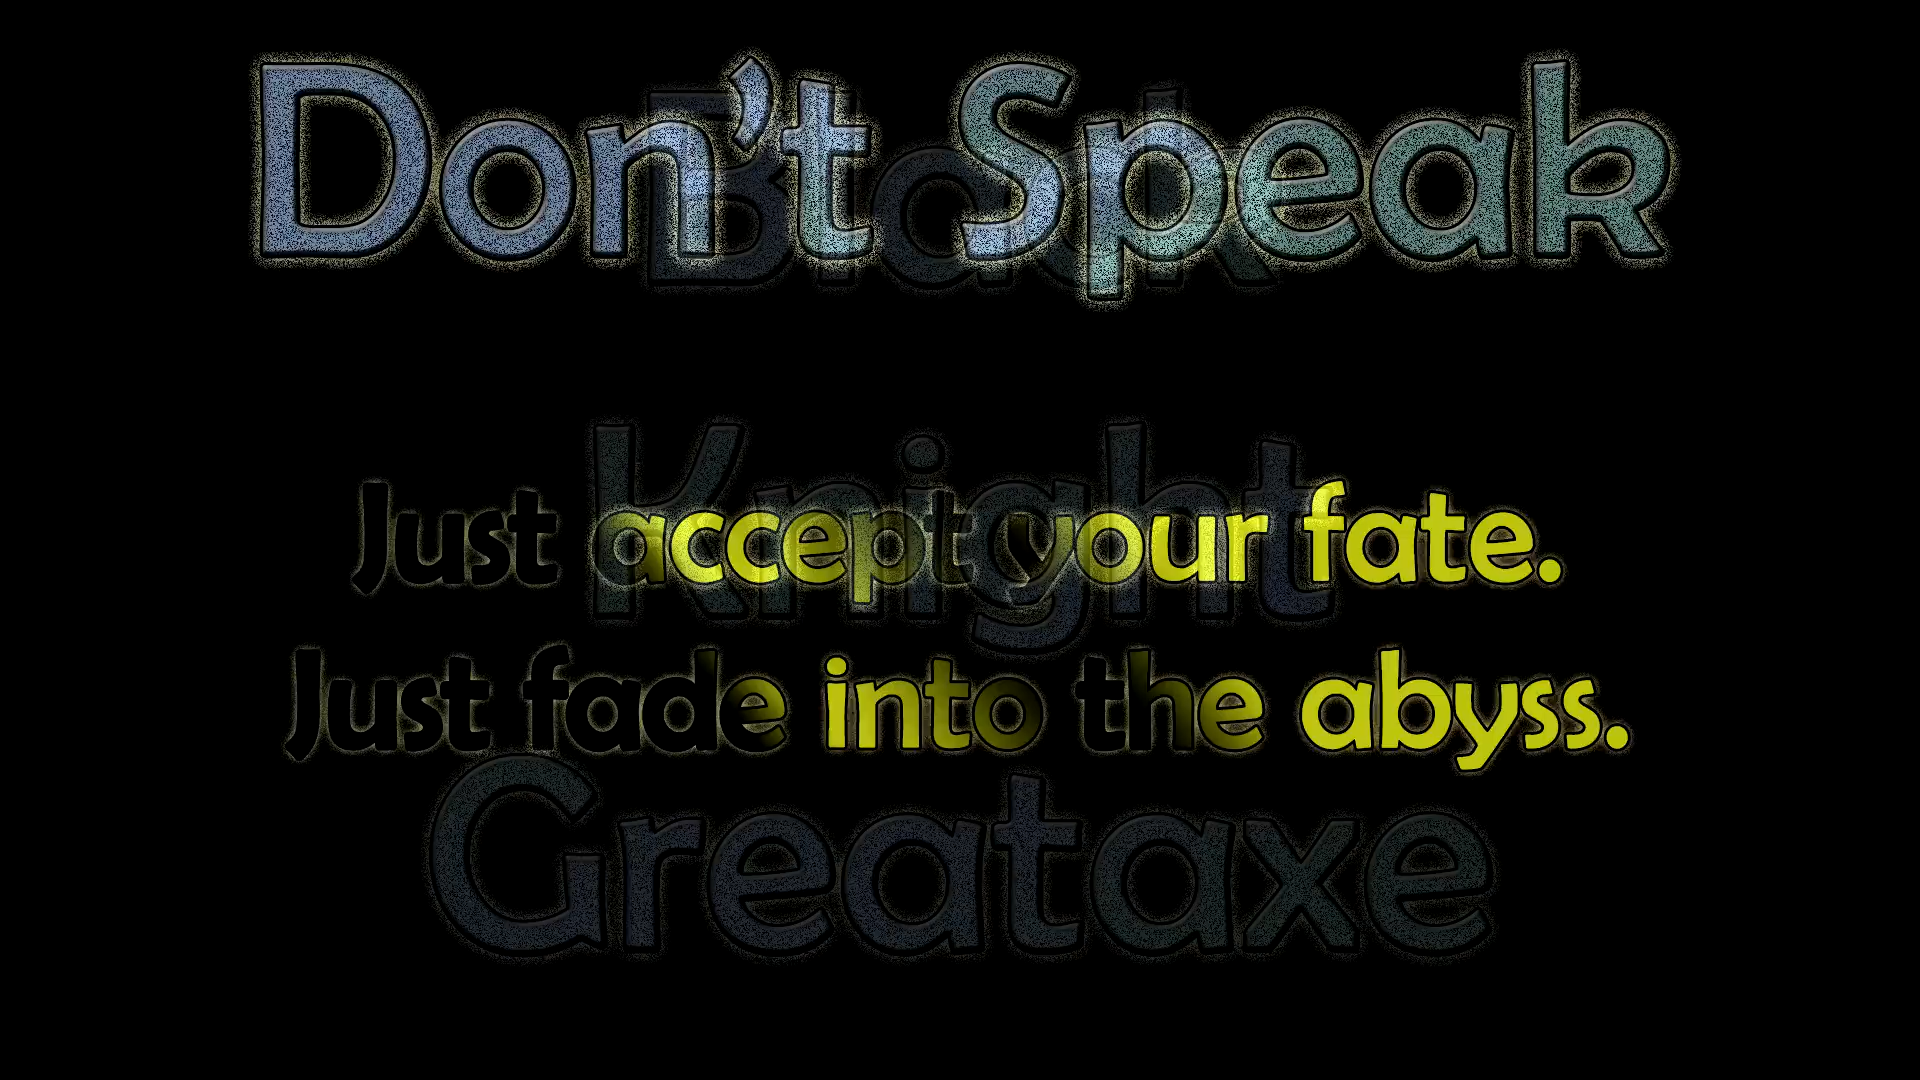 Don't Speak
Black
Knight
Just accept your fate.
Just fade into the abyss.
Greataxe